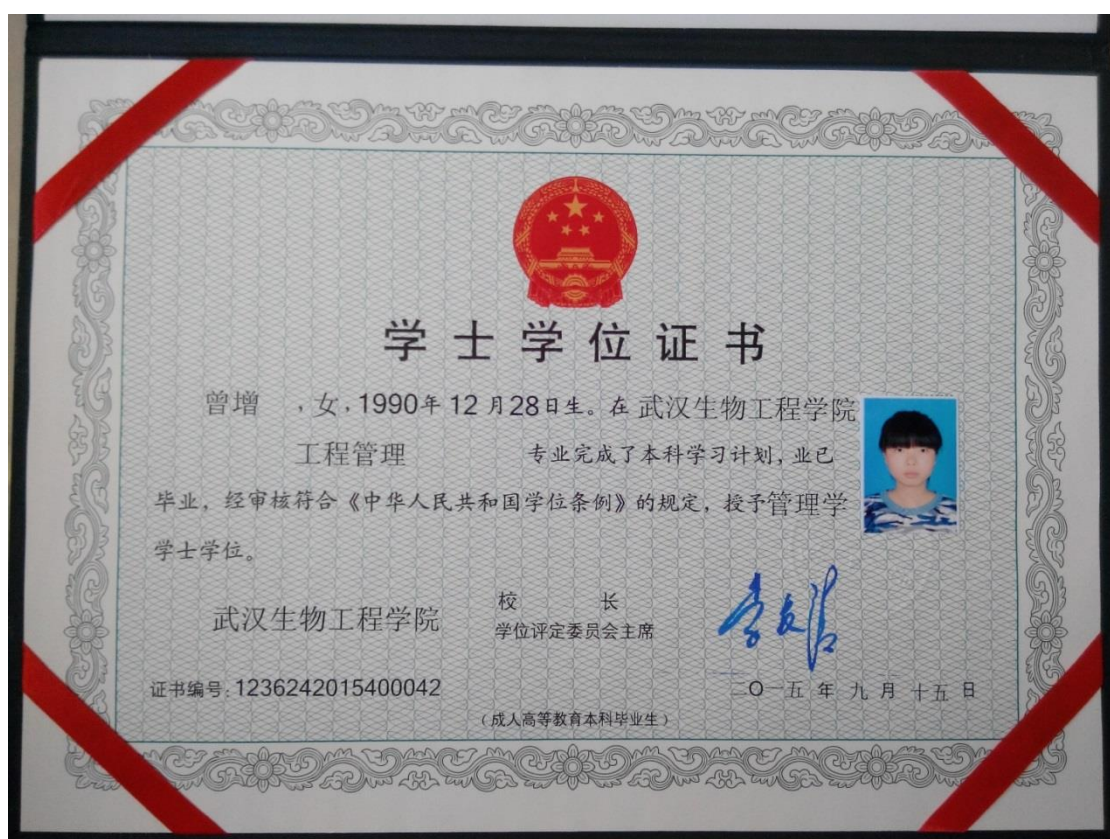 学士学位证书
曾增 ,女,1990年12月28日生。在武汉生物工程学院
工程管理 专业完成了本科学习计划,业已
毕业,经审核符合《中华人民共和国学位条例》的规定,授予管理学
学士学位。
武汉生物工程学院
校 长
学位评定委员会主席
证书编号:1236242015400042
二〇一五年九月十五日
(成人高等教育本科毕业生)